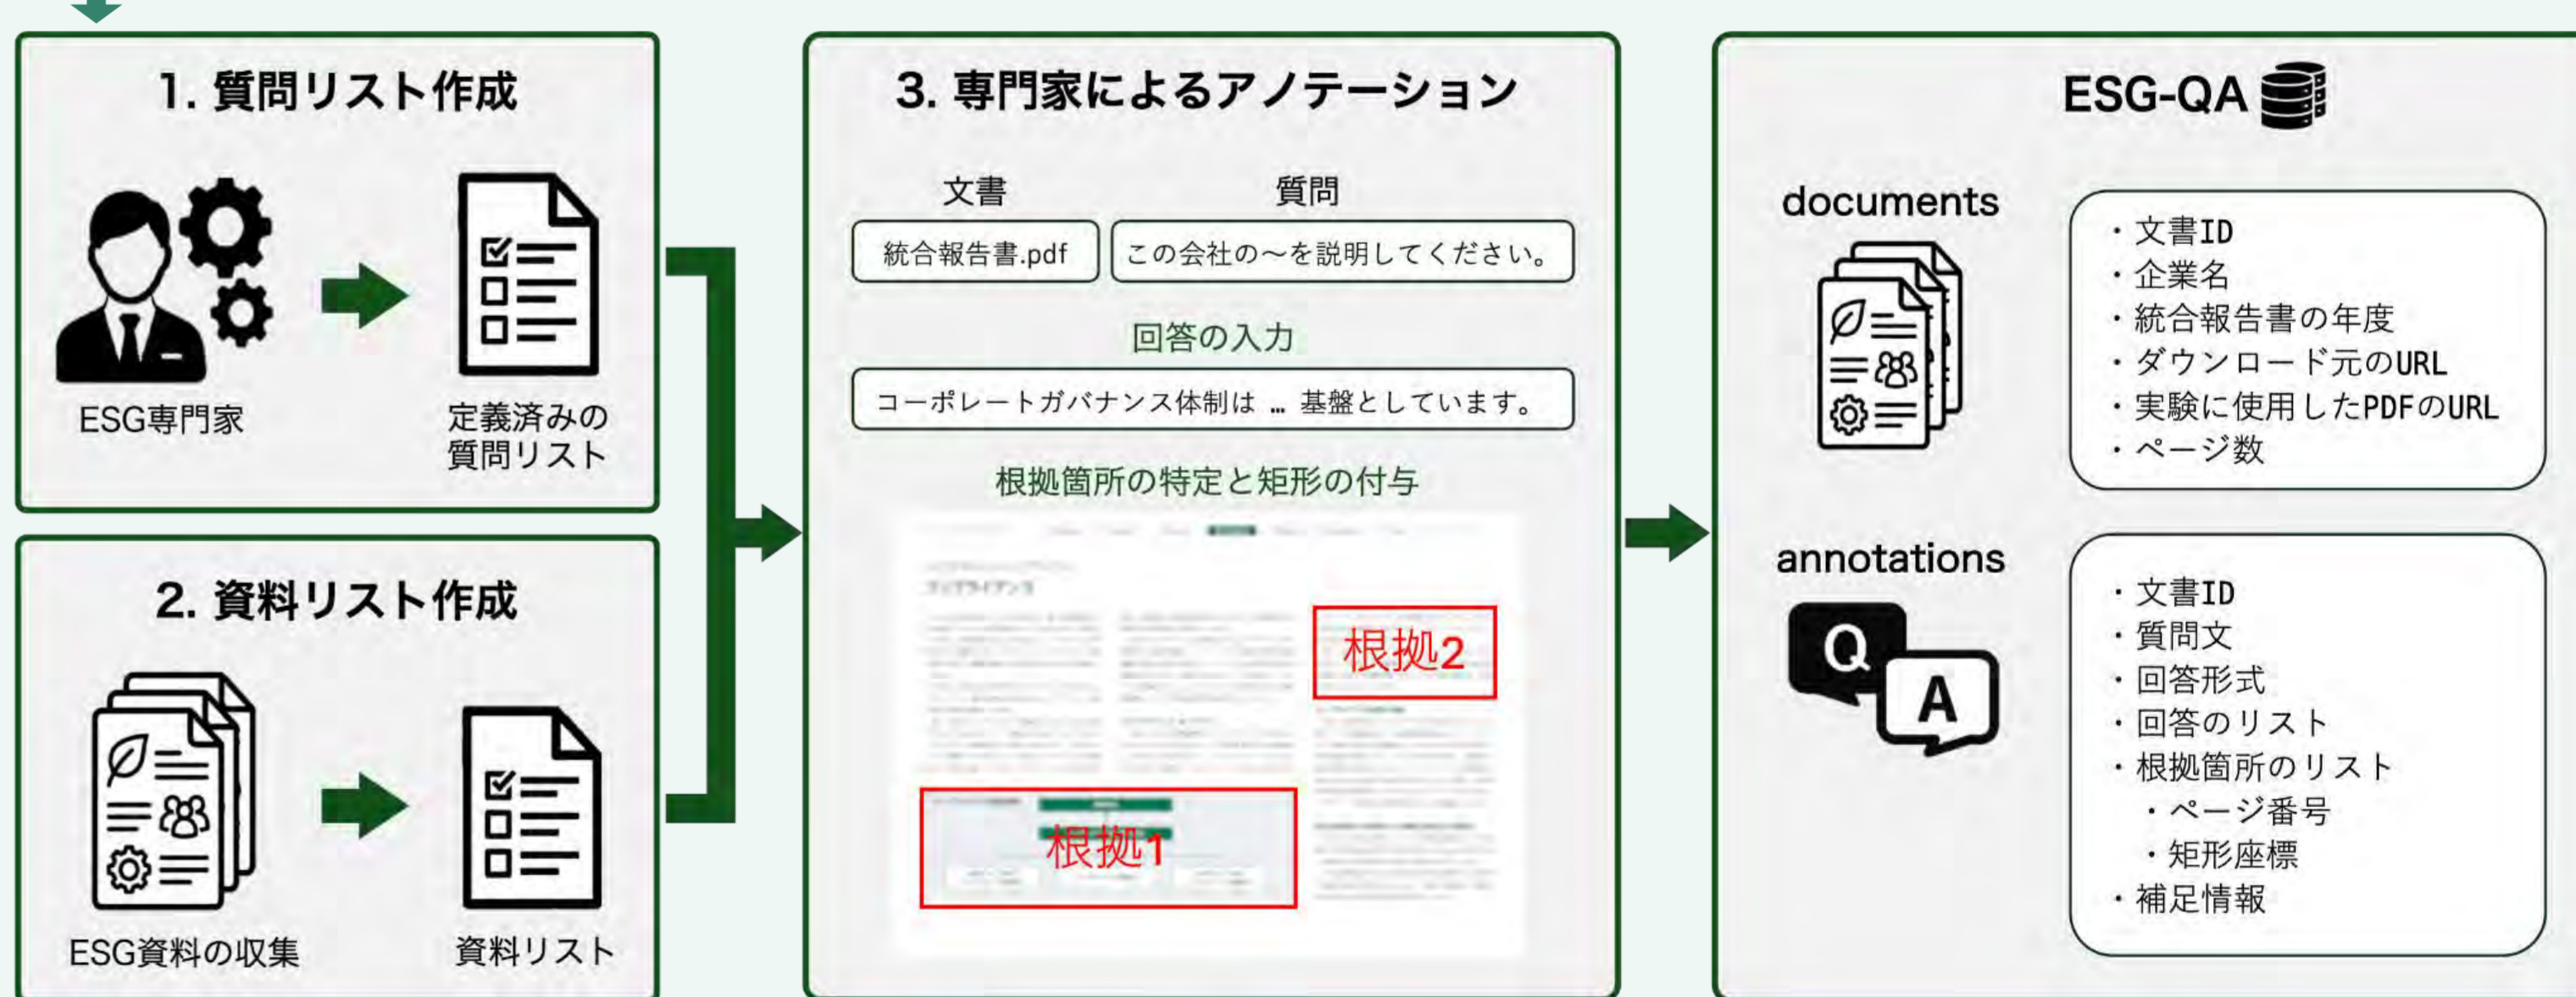 1. 質問リスト作成
ESG専門家
定義済みの
質問リスト
2. 資料リスト作成
ESG資料の収集
資料リスト
3. 専門家によるアノテーション
文書
質問
統合報告書.pdf
この会社の～を説明してください。
回答の入力
コーポレートガバナンス体制は … 基盤としています。
根拠箇所の特定と矩形の付与
コンプライアンス
根拠2
根拠1
ESG-QA
documents
・文書ID
・企業名
・統合報告書の年度
・ダウンロード元のURL
・実験に使用したPDFのURL
・ページ数
annotations
Q
A
・文書ID
・質問文
・回答形式
・回答のリスト
・根拠箇所のリスト
・ページ番号
・矩形座標
・補足情報